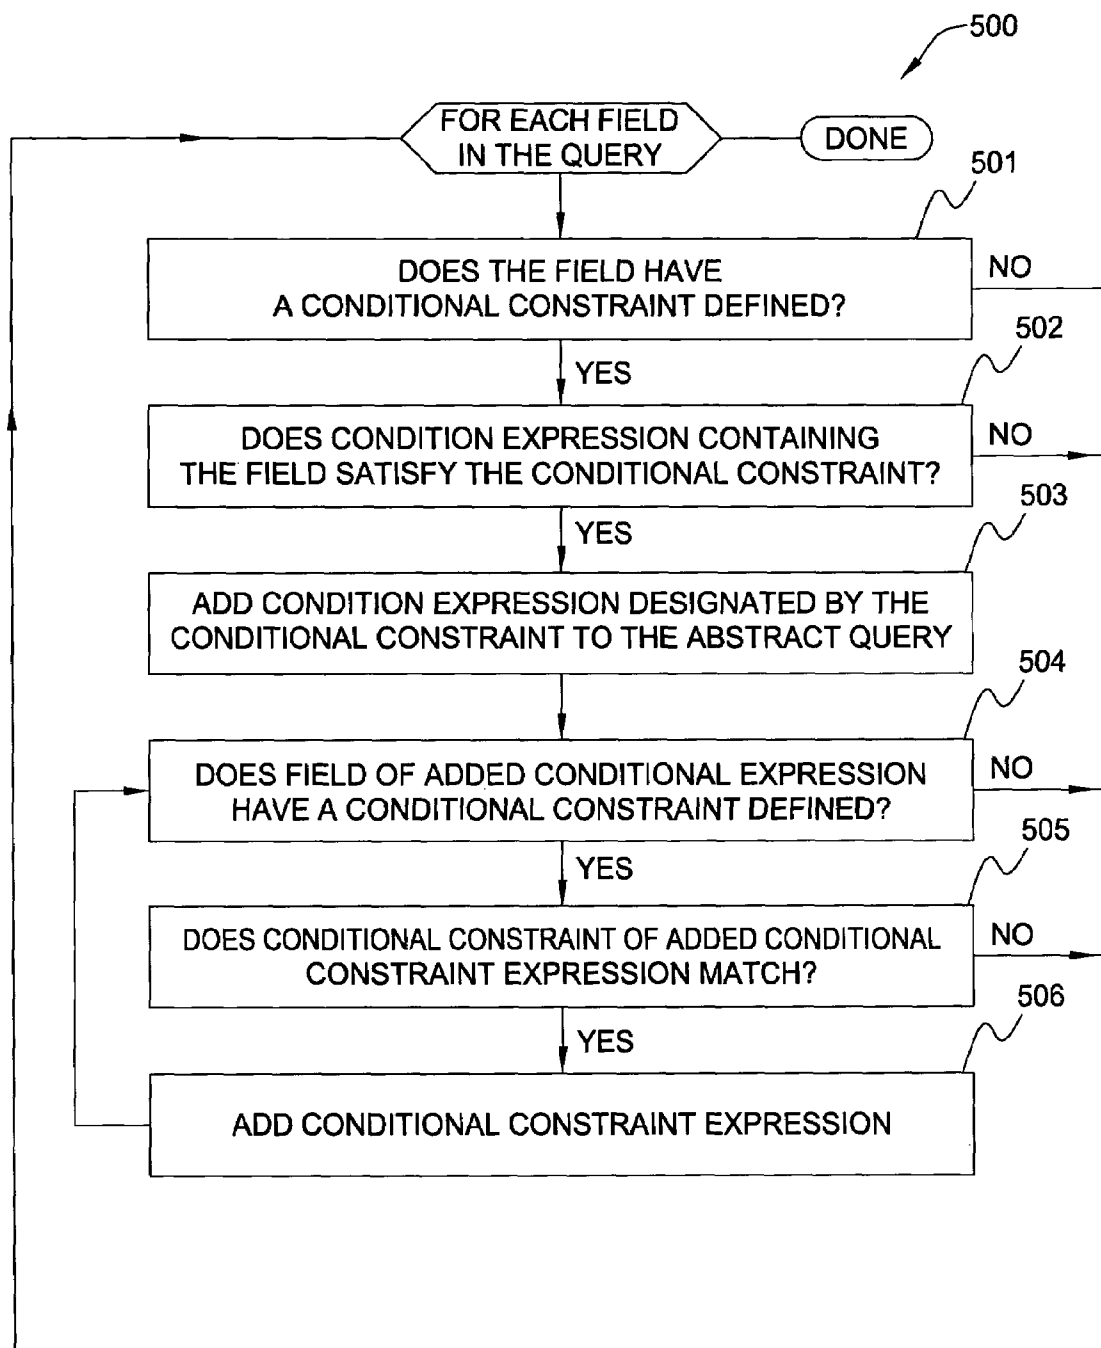 500
FOR EACH FIELD
IN THE QUERY
DONE
501
DOES THE FIELD HAVE
A CONDITIONAL CONSTRAINT DEFINED?
NO
YES
502
DOES CONDITION EXPRESSION CONTAINING
THE FIELD SATISFY THE CONDITIONAL CONSTRAINT?
NO
YES
503
ADD CONDITION EXPRESSION DESIGNATED BY THE
CONDITIONAL CONSTRAINT TO THE ABSTRACT QUERY
504
DOES FIELD OF ADDED CONDITIONAL EXPRESSION
HAVE A CONDITIONAL CONSTRAINT DEFINED?
NO
YES
505
DOES CONDITIONAL CONSTRAINT OF ADDED CONDITIONAL
CONSTRAINT EXPRESSION MATCH?
NO
YES
506
ADD CONDITIONAL CONSTRAINT EXPRESSION